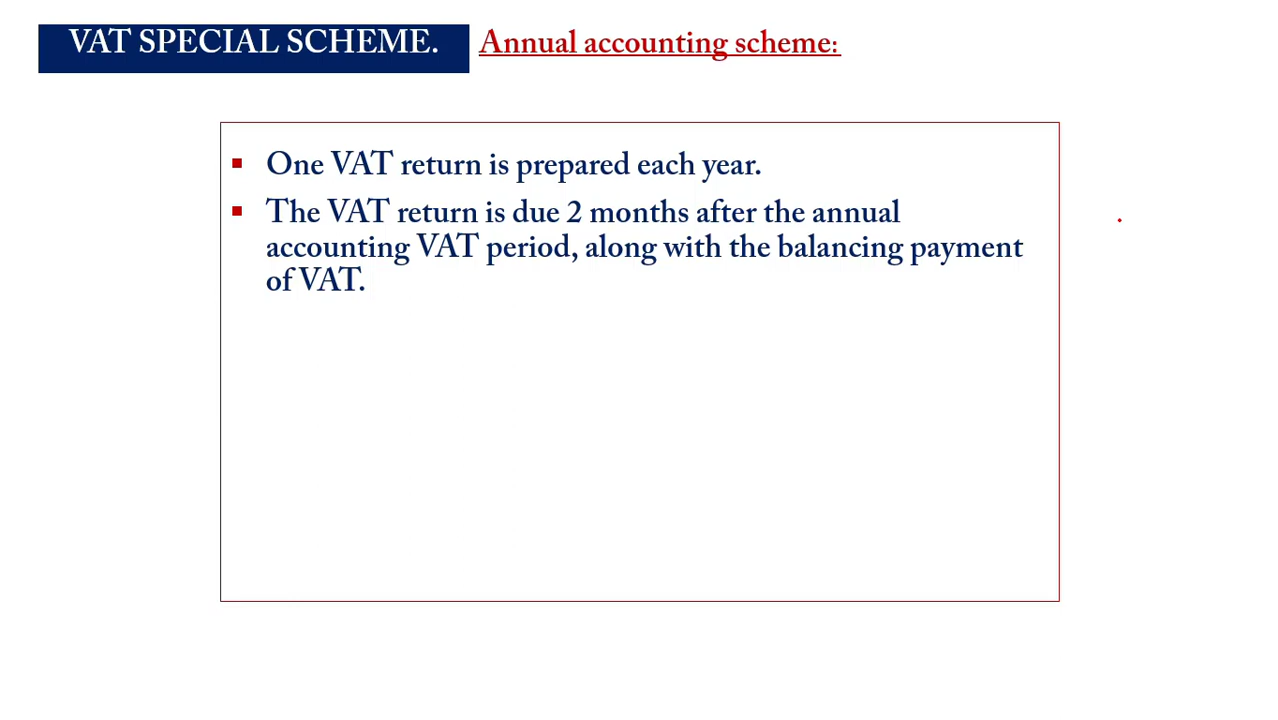 VAT SPECIAL SCHEME. Annual accounting scheme:
▪ One VAT return is prepared each year.
▪ The VAT return is due 2 months after the annual
accounting VAT period, along with the balancing payment
of VAT.